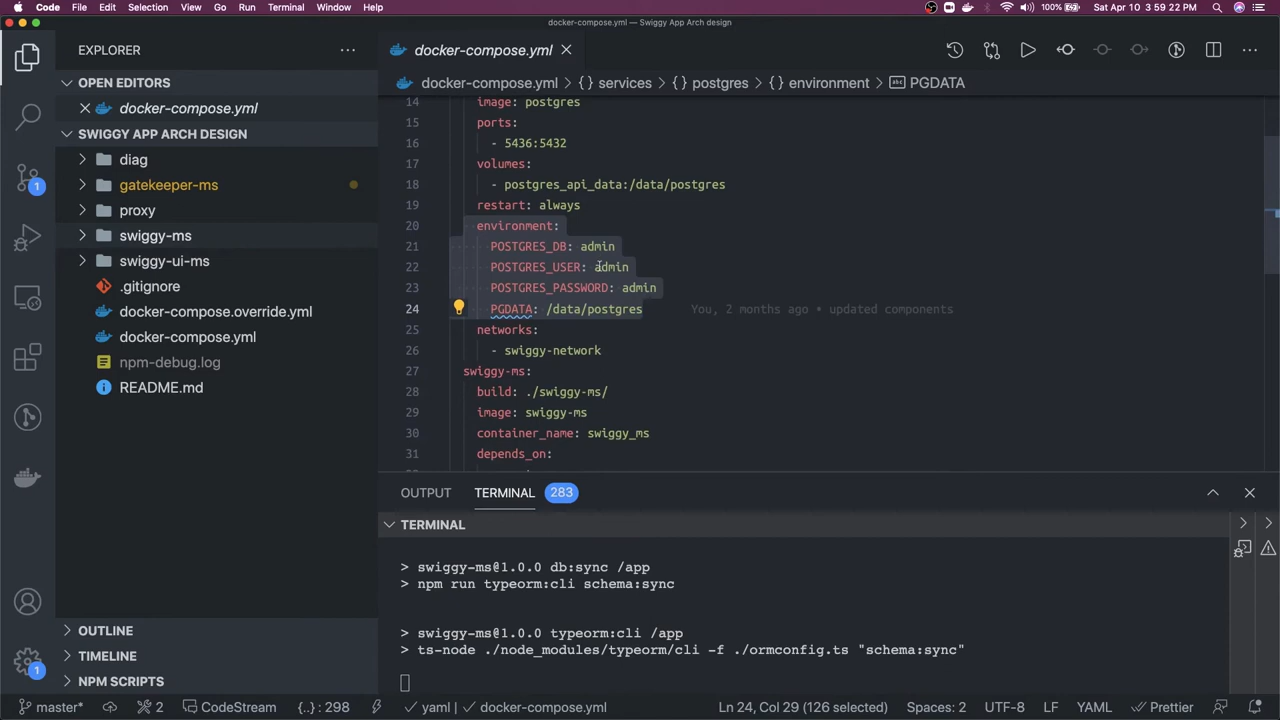 Code File Edit Selection View Go Run Terminal Window Help 100% Sat Apr 10 3:59:22 PM
docker-compose.yml — Swiggy App Arch design
EXPLORER
docker-compose.yml
OPEN EDITORS
docker-compose.yml > {} services > {} postgres > {} environment > PGDATA
docker-compose.yml
SWIGGY APP ARCH DESIGN
diag
gatekeeper-ms
proxy
swiggy-ms
swiggy-ui-ms
.gitignore
docker-compose.override.yml
docker-compose.yml
npm-debug.log
README.md
OUTLINE
TIMELINE
NPM SCRIPTS
1
1
14 image: postgres
15 ports:
16 - 5436:5432
17 volumes:
18 - postgres_api_data:/data/postgres
19 restart: always
20 environment:
21 POSTGRES_DB: admin
22 POSTGRES_USER: admin
23 POSTGRES_PASSWORD: admin
24 PGDATA: /data/postgres You, 2 months ago • updated components
25 networks:
26 - swiggy-network
27 swiggy-ms:
28 build: ./swiggy-ms/
29 image: swiggy-ms
30 container_name: swiggy_ms
31 depends_on:
OUTPUT TERMINAL 283
TERMINAL
> swiggy-ms@1.0.0 db:sync /app
> npm run typeorm:cli schema:sync
> swiggy-ms@1.0.0 typeorm:cli /app
> ts-node ./node_modules/typeorm/cli -f ./ormconfig.ts "schema:sync"
master* 2 CodeStream {..}: 298 yaml | docker-compose.yml Ln 24, Col 29 (126 selected) Spaces: 2 UTF-8 LF YAML Prettier